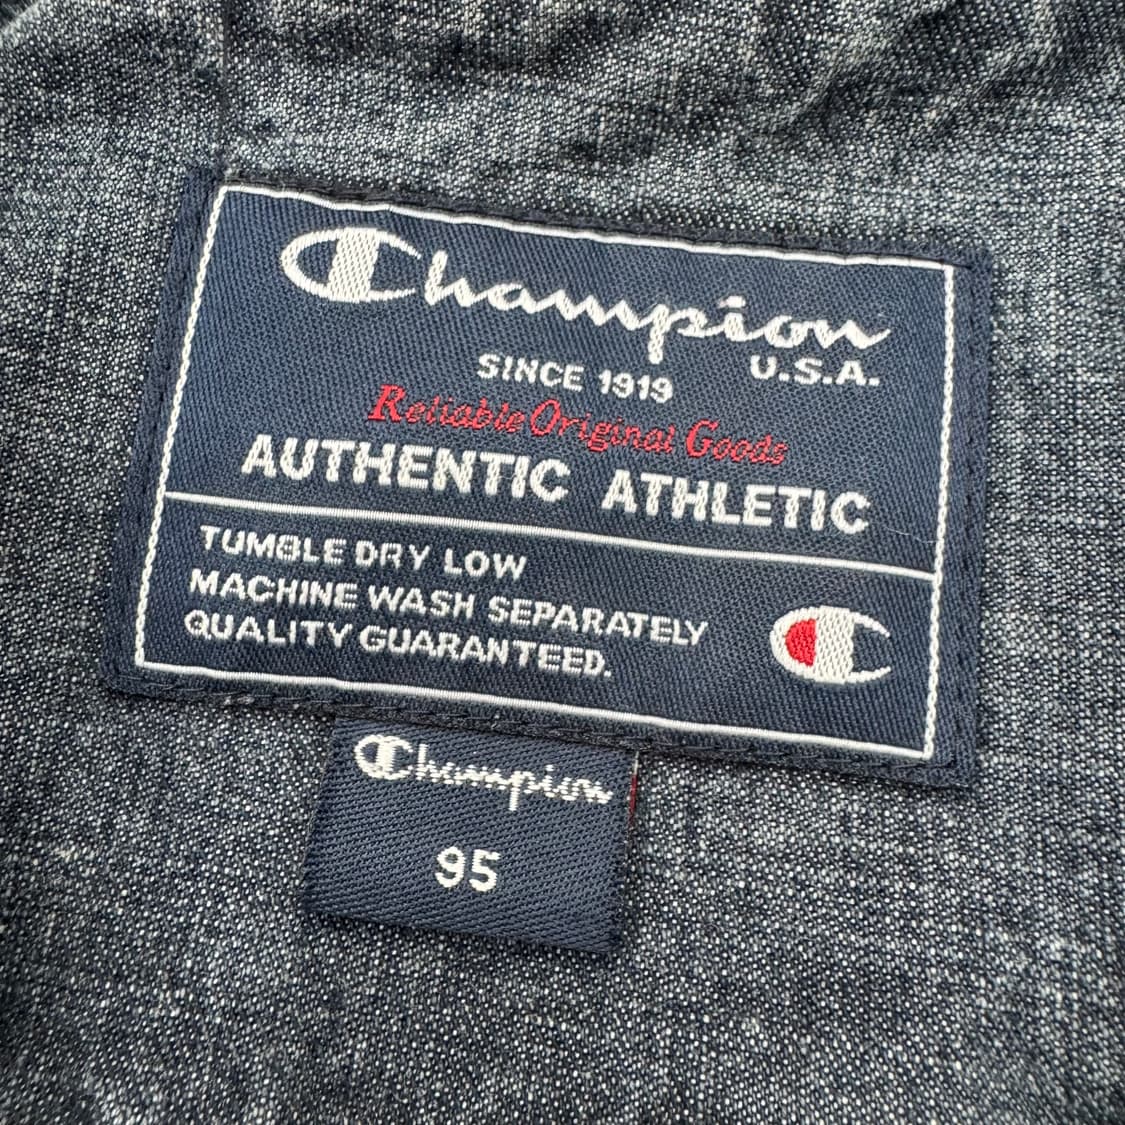 Champion
U.S.A.
SINCE 1919
Reliable Original Goods
AUTHENTIC ATHLETIC
TUMBLE DRY LOW
MACHINE WASH SEPARATELY
QUALITY GUARANTEED.
Champion
95